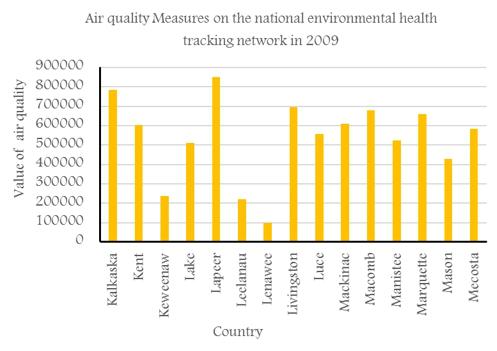 Air quality Measures on the national environmental health
tracking network in 2009
Value of air quality
900000
800000
700000
600000
500000
400000
300000
200000
100000
0
Kalkaska
Kent
Keweenaw
Lake
Lapeer
Leelanau
Lenawee
Livingston
Luce
Mackinac
Macomb
Manistee
Marquette
Mason
Mecosta
Country